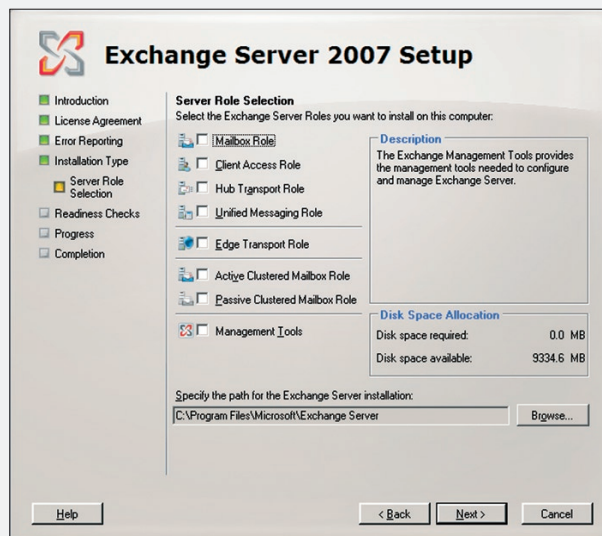 Exchange Server 2007 Setup
Introduction
License Agreement
Error Reporting
Installation Type
Server Role
Selection
Readiness Checks
Progress
Completion
Server Role Selection
Select the Exchange Server Roles you want to install on this computer:
Mailbox Role
Client Access Role
Hub Transport Role
Unified Messaging Role
Edge Transport Role
Active Clustered Mailbox Role
Passive Clustered Mailbox Role
Management Tools
Description
The Exchange Management Tools provides
the management tools needed to configure
and manage Exchange Server.
Disk Space Allocation
Disk space required: 0.0 MB
Disk space available: 9334.6 MB
Specify the path for the Exchange Server installation:
C:\Program Files\Microsoft\Exchange Server
Browse...
Help
< Back
Next >
Cancel